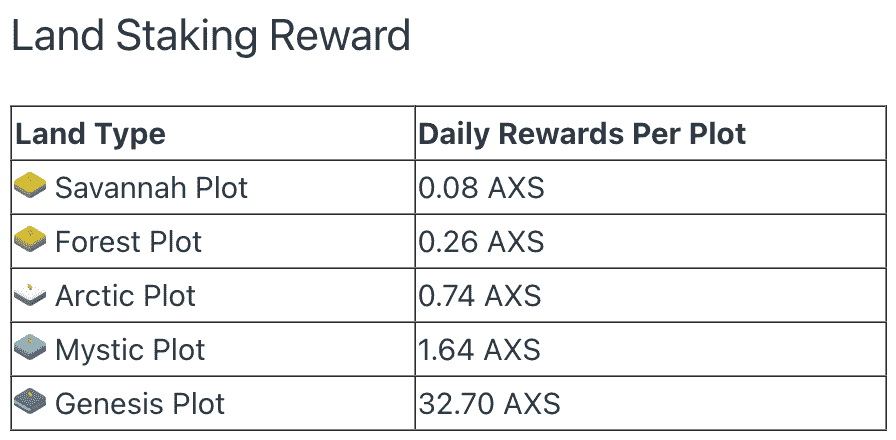 Land Staking Reward
Land Type Daily Rewards Per Plot
Savannah Plot 0.08 AXS
Forest Plot 0.26 AXS
Arctic Plot 0.74 AXS
Mystic Plot 1.64 AXS
Genesis Plot 32.70 AXS